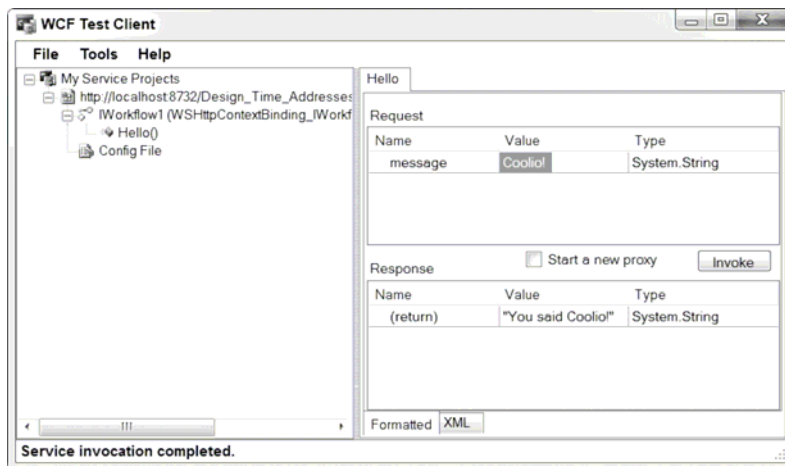 WCF Test Client
File Tools Help
My Service Projects
http://localhost:8732/Design_Time_Addresses
IWorkflow1 (WSHttpContextBinding_IWorkf
Hello()
Config File
Hello
Request
Name Value Type
message Coolio! System.String
Response
Start a new proxy
Invoke
Name Value Type
(return) "You said Coolio!" System.String
Formatted XML
Service invocation completed.